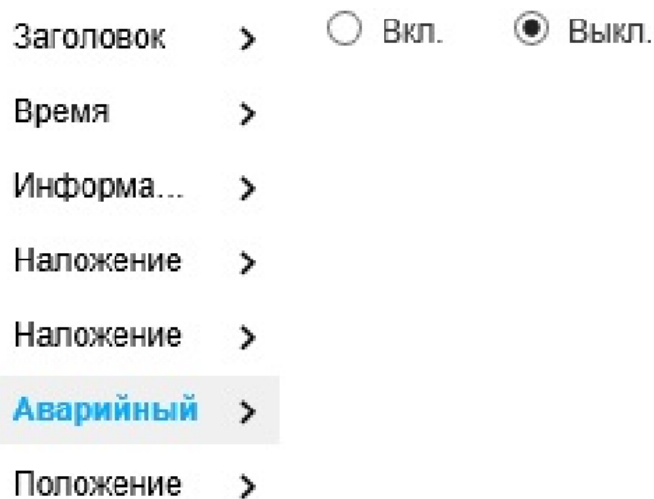 Заголовок
Вкл. Выкл.
Время
Информа...
Наложение
Наложение
Аварийный
Положение